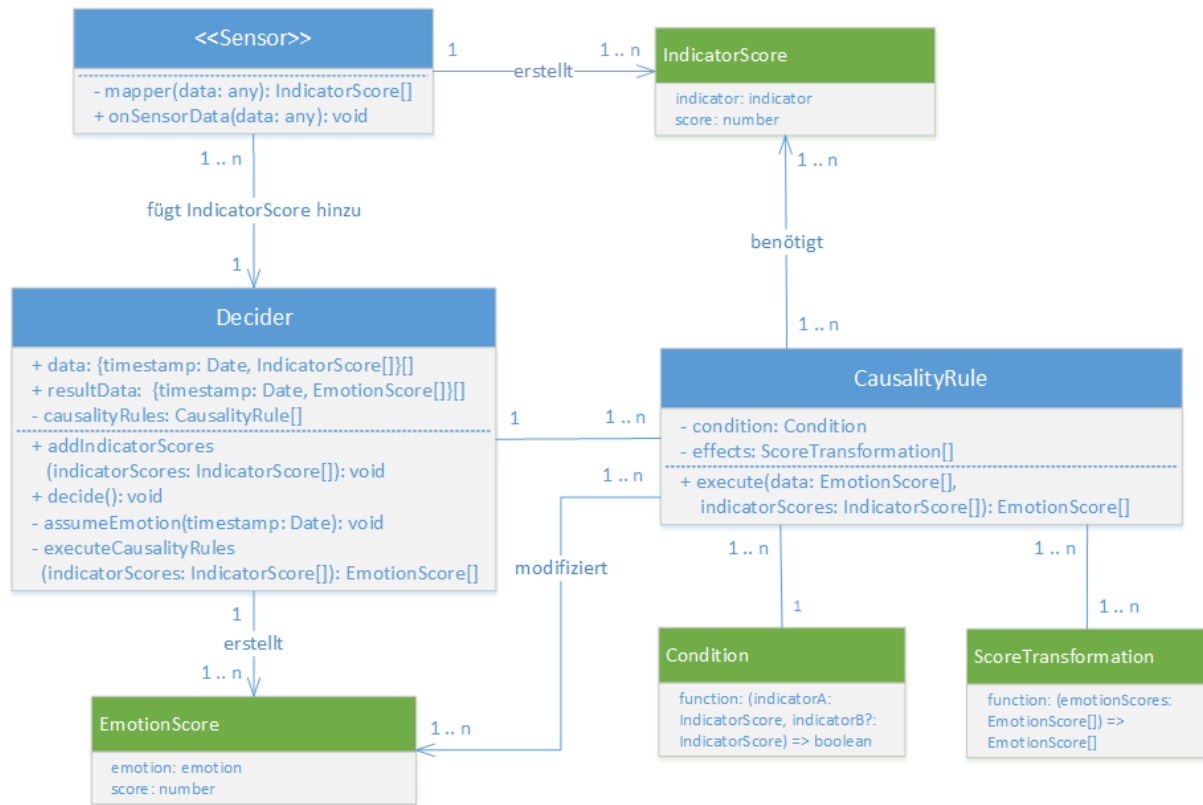 <<Sensor>>
- mapper(data: any): IndicatorScore[]
+ onSensorData(data: any): void
1
erstellt
1 .. n
IndicatorScore
indicator: indicator
score: number
1 .. n
fügt IndicatorScore hinzu
1
1 .. n
benötigt
1 .. n
Decider
+ data: {timestamp: Date, IndicatorScore[]}[]
+ resultData:  {timestamp: Date, EmotionScore[]}[]
- causalityRules: CausalityRule[]
+ addIndicatorScores
(indicatorScores: IndicatorScore[]): void
+ decide(): void
- assumeEmotion(timestamp: Date): void
- executeCausalityRules
(indicatorScores: IndicatorScore[]): EmotionScore[]
1
1 .. n
CausalityRule
- condition: Condition
- effects: ScoreTransformation[]
+ execute(data: EmotionScore[],
indicatorScores: IndicatorScore[]): EmotionScore[]
1 .. n
modifiziert
1 .. n
1
erstellt
1 .. n
EmotionScore
emotion: emotion
score: number
1 .. n
1
Condition
function: (indicatorA:
IndicatorScore, indicatorB?:
IndicatorScore) => boolean
1 .. n
1 .. n
ScoreTransformation
function: (emotionScores:
EmotionScore[]) =>
EmotionScore[]